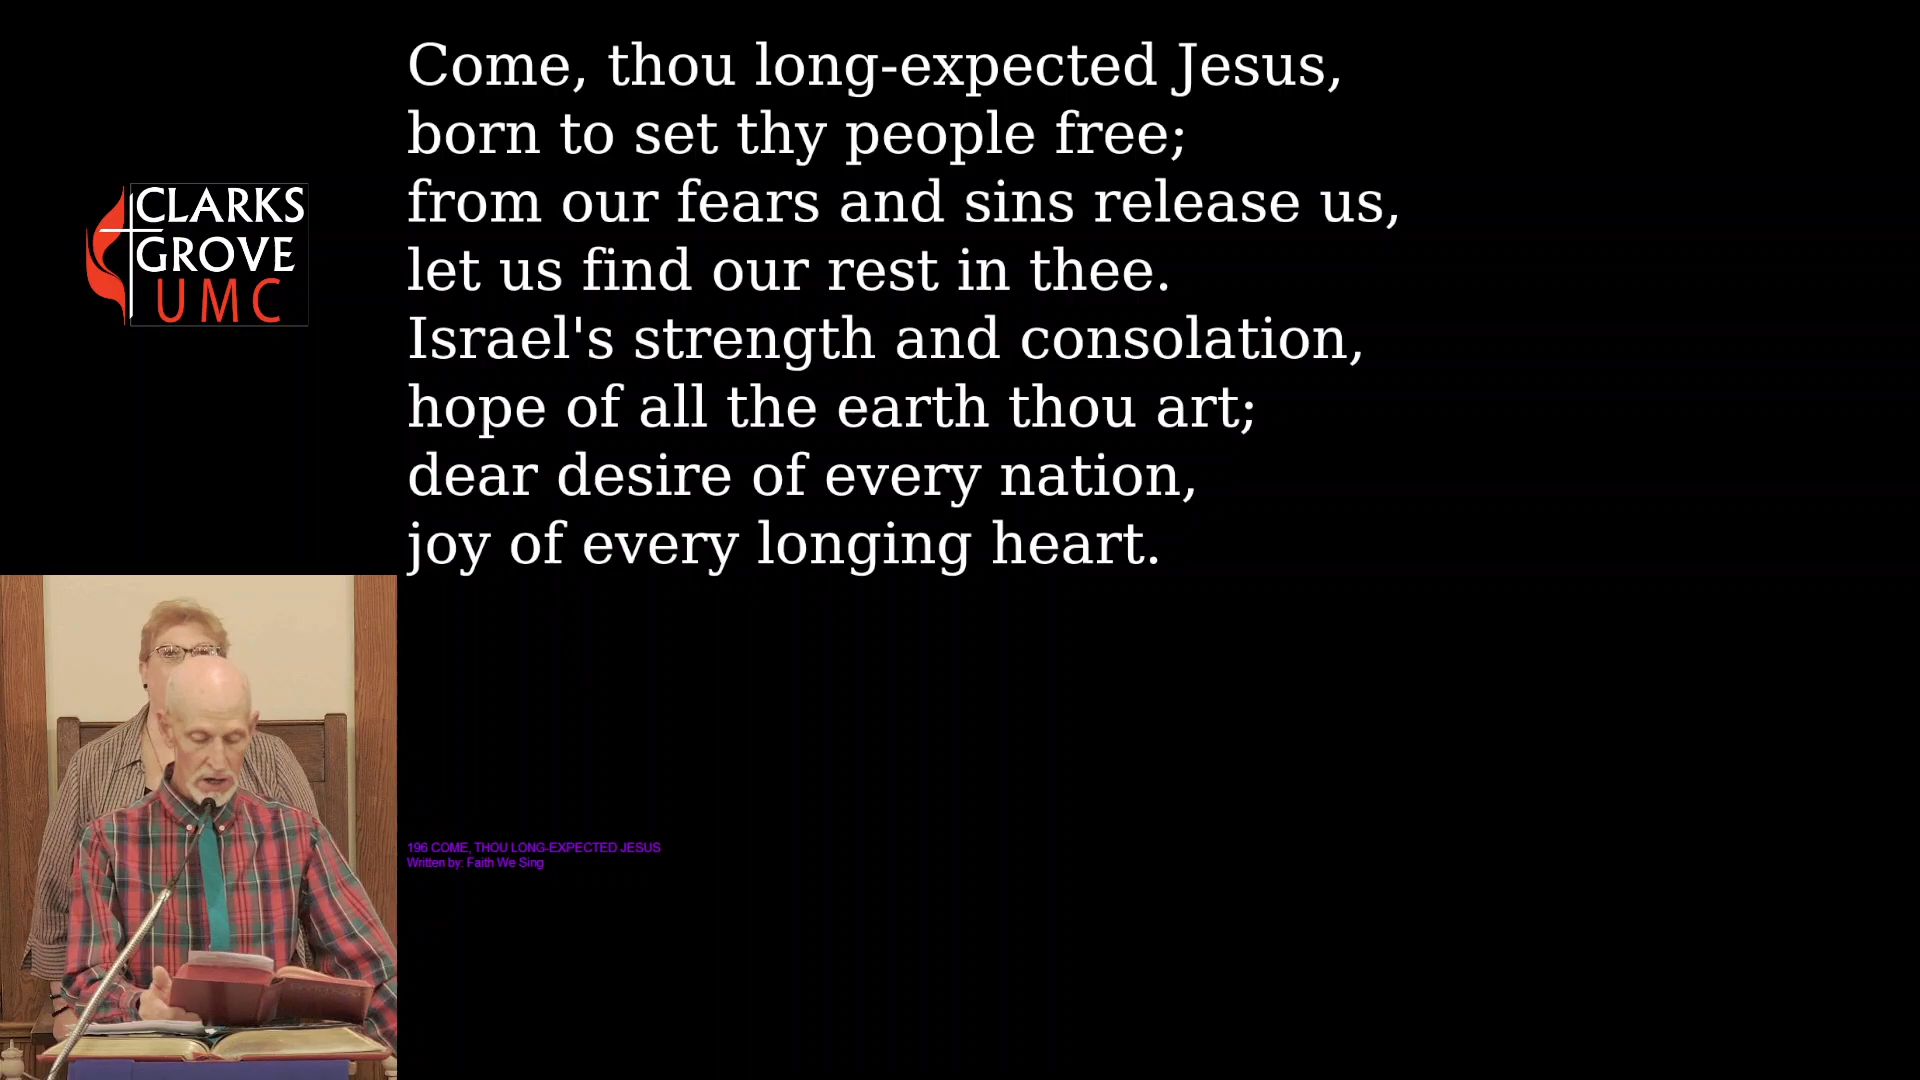 Come, thou long-expected Jesus,
born to set thy people free;
from our fears and sins release us,
let us find our rest in thee.
Israel's strength and consolation,
hope of all the earth thou art;
dear desire of every nation,
joy of every longing heart.
CLARKS
GROVE
UMC
196 COME, THOU LONG-EXPECTED JESUS
Written by: Faith We Sing